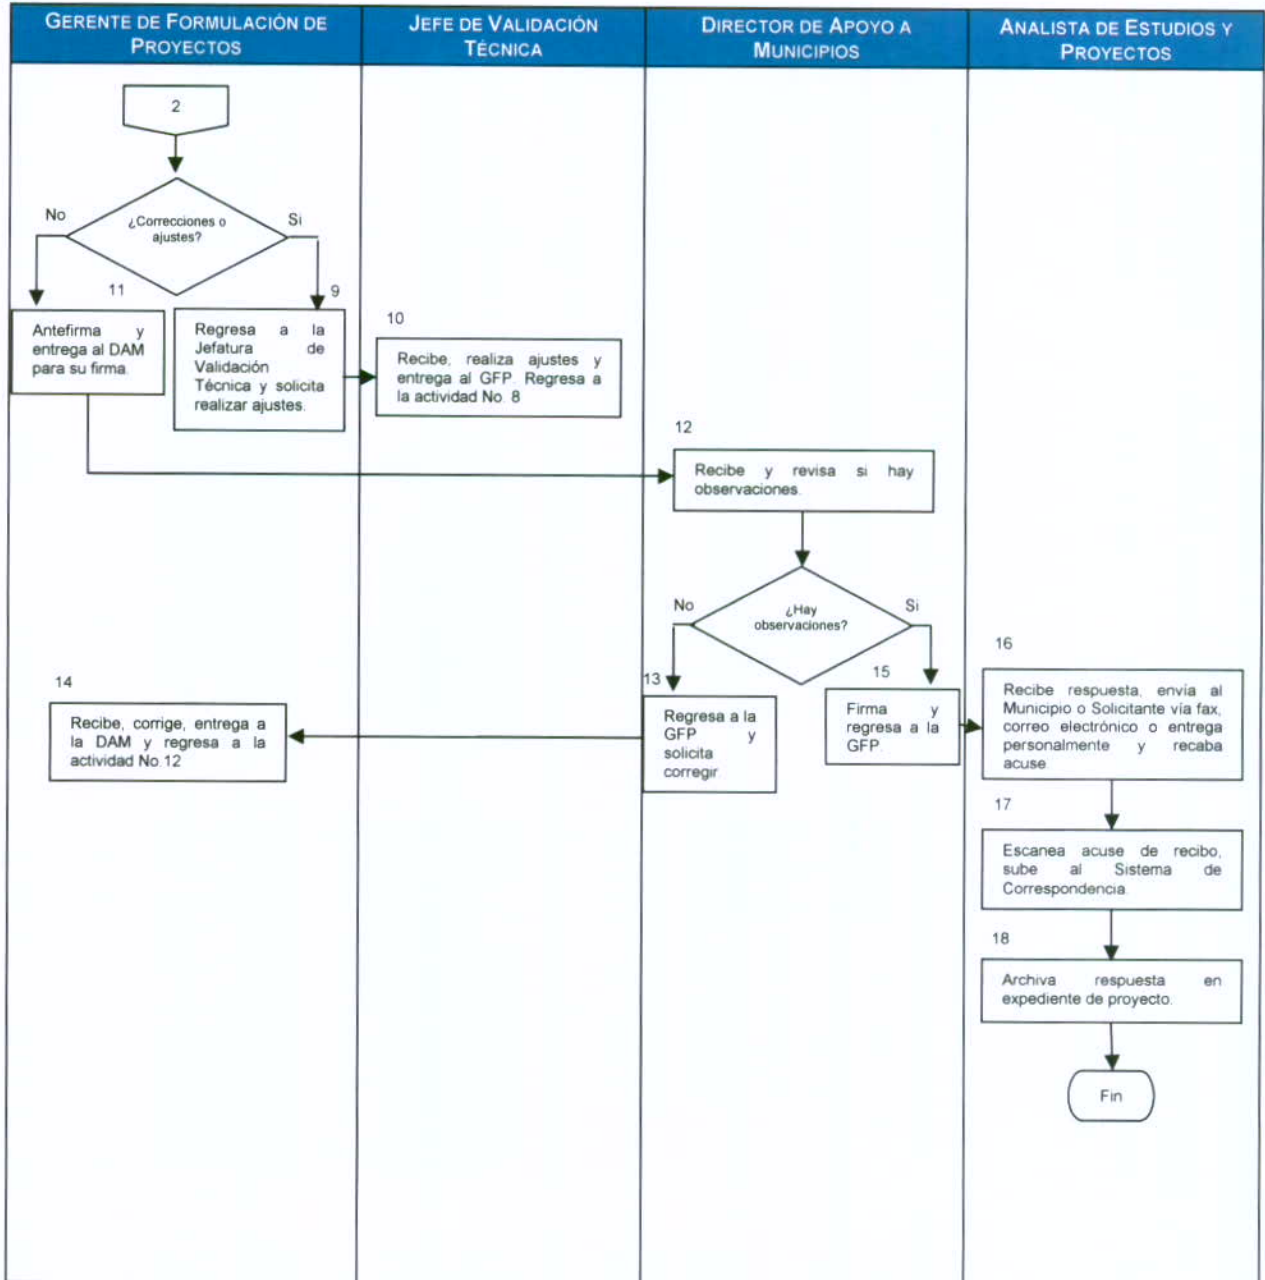 GERENTE DE FORMULACIÓN DE
PROYECTOS
JEFE DE VALIDACIÓN
TÉCNICA
DIRECTOR DE APOYO A
MUNICIPIOS
ANALISTA DE ESTUDIOS Y
PROYECTOS
2
¿Correcciones o
ajustes?
No
Si
11
Antefirma y
entrega al DAM
para su firma.
9
Regresa a la
Jefatura de
Validación
Técnica y solicita
realizar ajustes.
10
Recibe, realiza ajustes y
entrega al GFP. Regresa a
la actividad No. 8
12
Recibe y revisa si hay
observaciones.
¿Hay
observaciones?
No
Si
13
Regresa a la
GFP y
solicita
corregir
14
Recibe, corrige, entrega a
la DAM y regresa a la
actividad No.12
15
Firma y
regresa a la
GFP
16
Recibe respuesta, envía al
Municipio o Solicitante vía fax,
correo electrónico o entrega
personalmente y recaba
acuse
17
Escanea acuse de recibo,
sube al Sistema de
Correspondencia
18
Archiva respuesta en
expediente de proyecto.
Fin